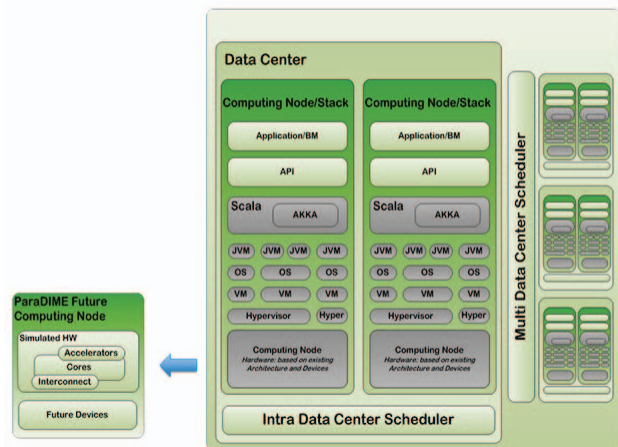 Data Center
Computing Node/Stack
Application/BM
API
Scala
AKKA
JVM JVM JVM JVM
OS OS OS
VM VM VM
Hypervisor Hyper
Computing Node
Hardware: based on existing
Architecture and Devices
Computing Node/Stack
Application/BM
API
Scala
AKKA
JVM JVM JVM JVM
OS OS OS
VM VM VM
Hypervisor Hyper
Computing Node
Hardware: based on existing
Architecture and Devices
Intra Data Center Scheduler
Multi Data Center Scheduler
ParaDIME Future
Computing Node
Simulated HW
Accelerators
Cores
Interconnect
Future Devices